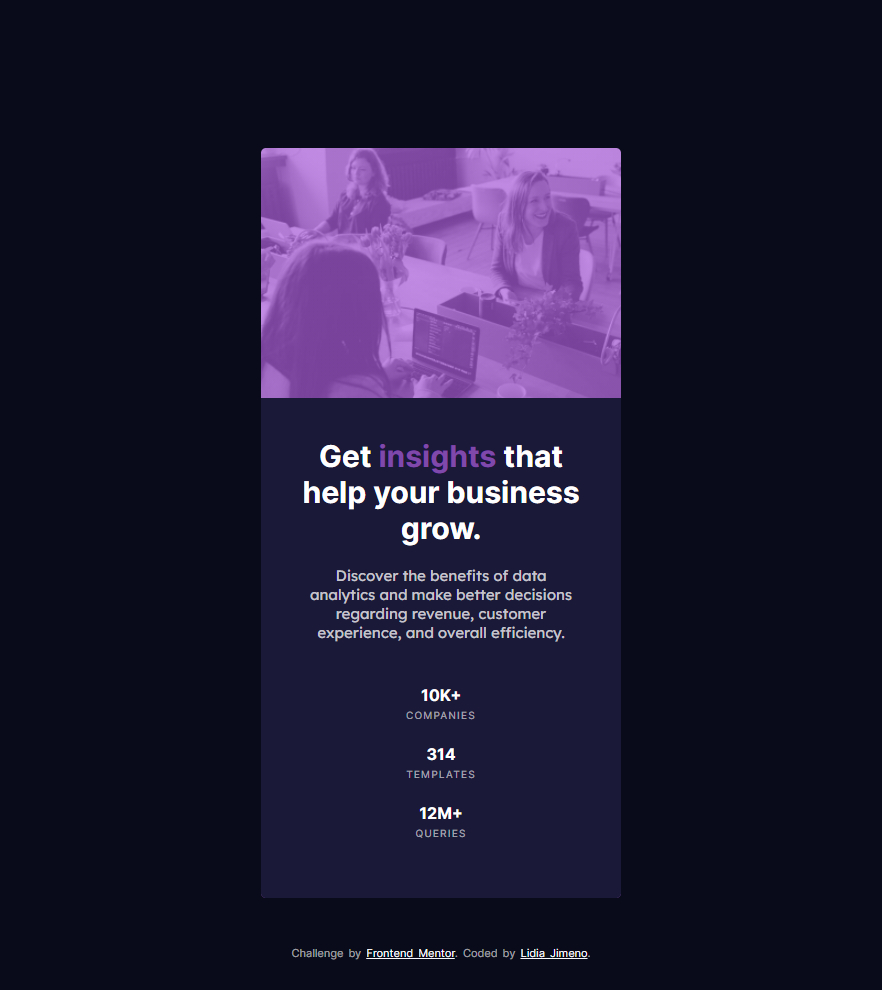 Get insights that
help your business
grow.
Discover the benefits of data
analytics and make better decisions
regarding revenue, customer
experience, and overall efficiency.
10K+
COMPANIES
314
TEMPLATES
12M+
QUERIES
Challenge by Frontend Mentor. Coded by Lidia Jimeno.